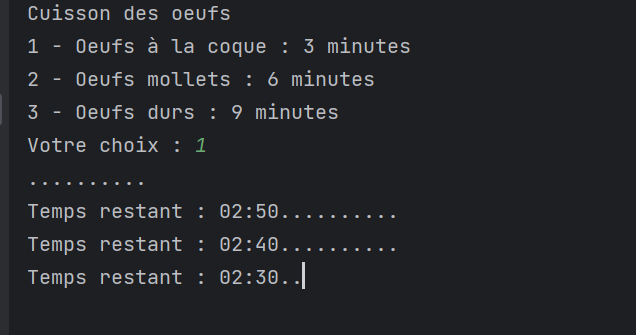 Cuisson des oeufs
1 - Oeufs à la coque : 3 minutes
2 - Oeufs mollets : 6 minutes
3 - Oeufs durs : 9 minutes
Votre choix : 1
..........
Temps restant : 02:50..........
Temps restant : 02:40..........
Temps restant : 02:30..